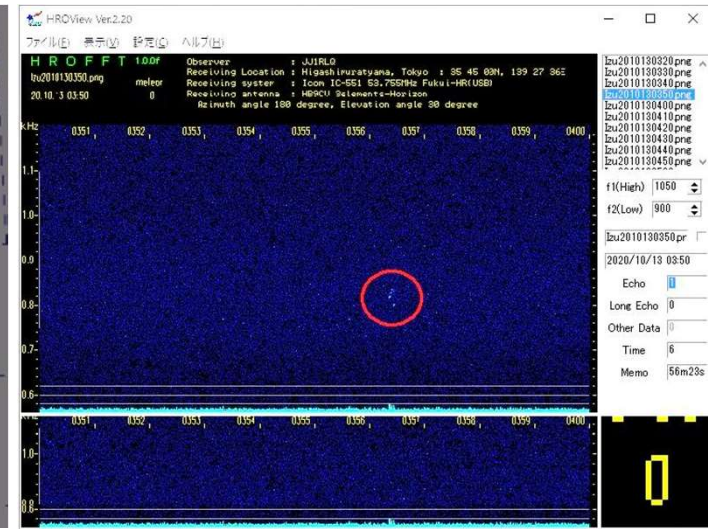 HROView Ver.2.20
ファイル(F) 表示(V) 設定(C) ヘルプ(H)
H R O F F T 1.0.0f
Izu2010130350.png meteor
20.10.13 03:50 0
Observer : JJ1RLQ
Receiving Location : Higashimuratyama, Tokyo : 35 45 03N, 139 27 36E
Receiving system : Icom IC-551 53.755MHz Fukui-HR(USB)
Receiving antenna : HB9CV 2elements-Horizon
Azimuth angle 180 degree, Elevation angle 30 degree
kHz
0351 0352 0353 0354 0355 0356 0357 0358 0359 0400
1.1
1.0
0.9
0.8
0.7
0.6
0351 0352 0353 0354 0355 0356 0357 0358 0359 0400
1.0
Izu2010130320.png
Izu2010130330.png
Izu2010130340.png
Izu2010130350.png
Izu2010130400.png
Izu2010130410.png
Izu2010130420.png
Izu2010130430.png
Izu2010130440.png
Izu2010130450.png
f1(High) 1050
f2(Low) 900
Izu2010130350.pr
2020/10/13 03:50
Echo 1
Long Echo 0
Other Data 0
Time 6
Memo 56m23s
0